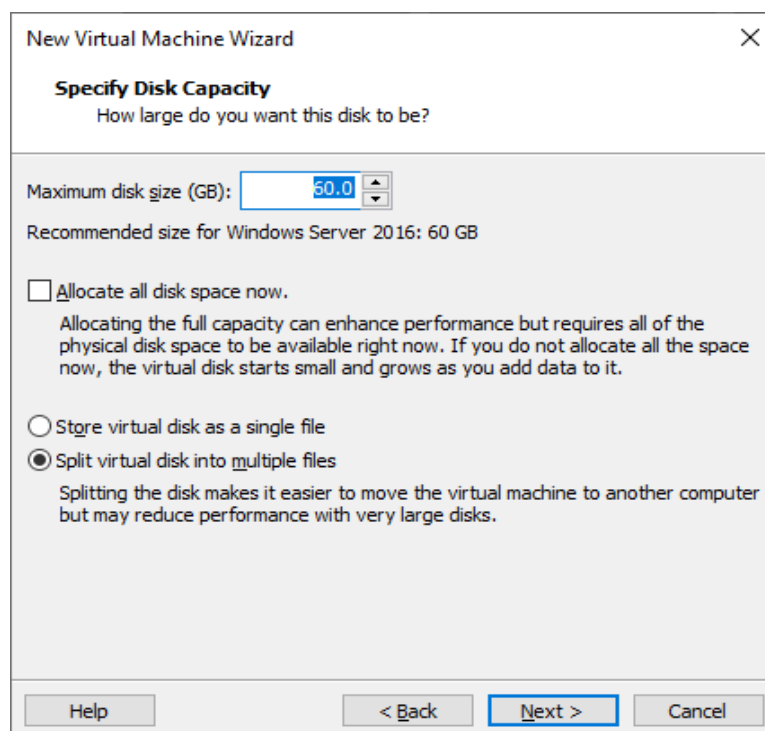 New Virtual Machine Wizard
Specify Disk Capacity
How large do you want this disk to be?
Maximum disk size (GB): 60.0
Recommended size for Windows Server 2016: 60 GB
Allocate all disk space now.
Allocating the full capacity can enhance performance but requires all of the
physical disk space to be available right now. If you do not allocate all the space
now, the virtual disk starts small and grows as you add data to it.
Store virtual disk as a single file
Split virtual disk into multiple files
Splitting the disk makes it easier to move the virtual machine to another computer
but may reduce performance with very large disks.
Help < Back Next > Cancel